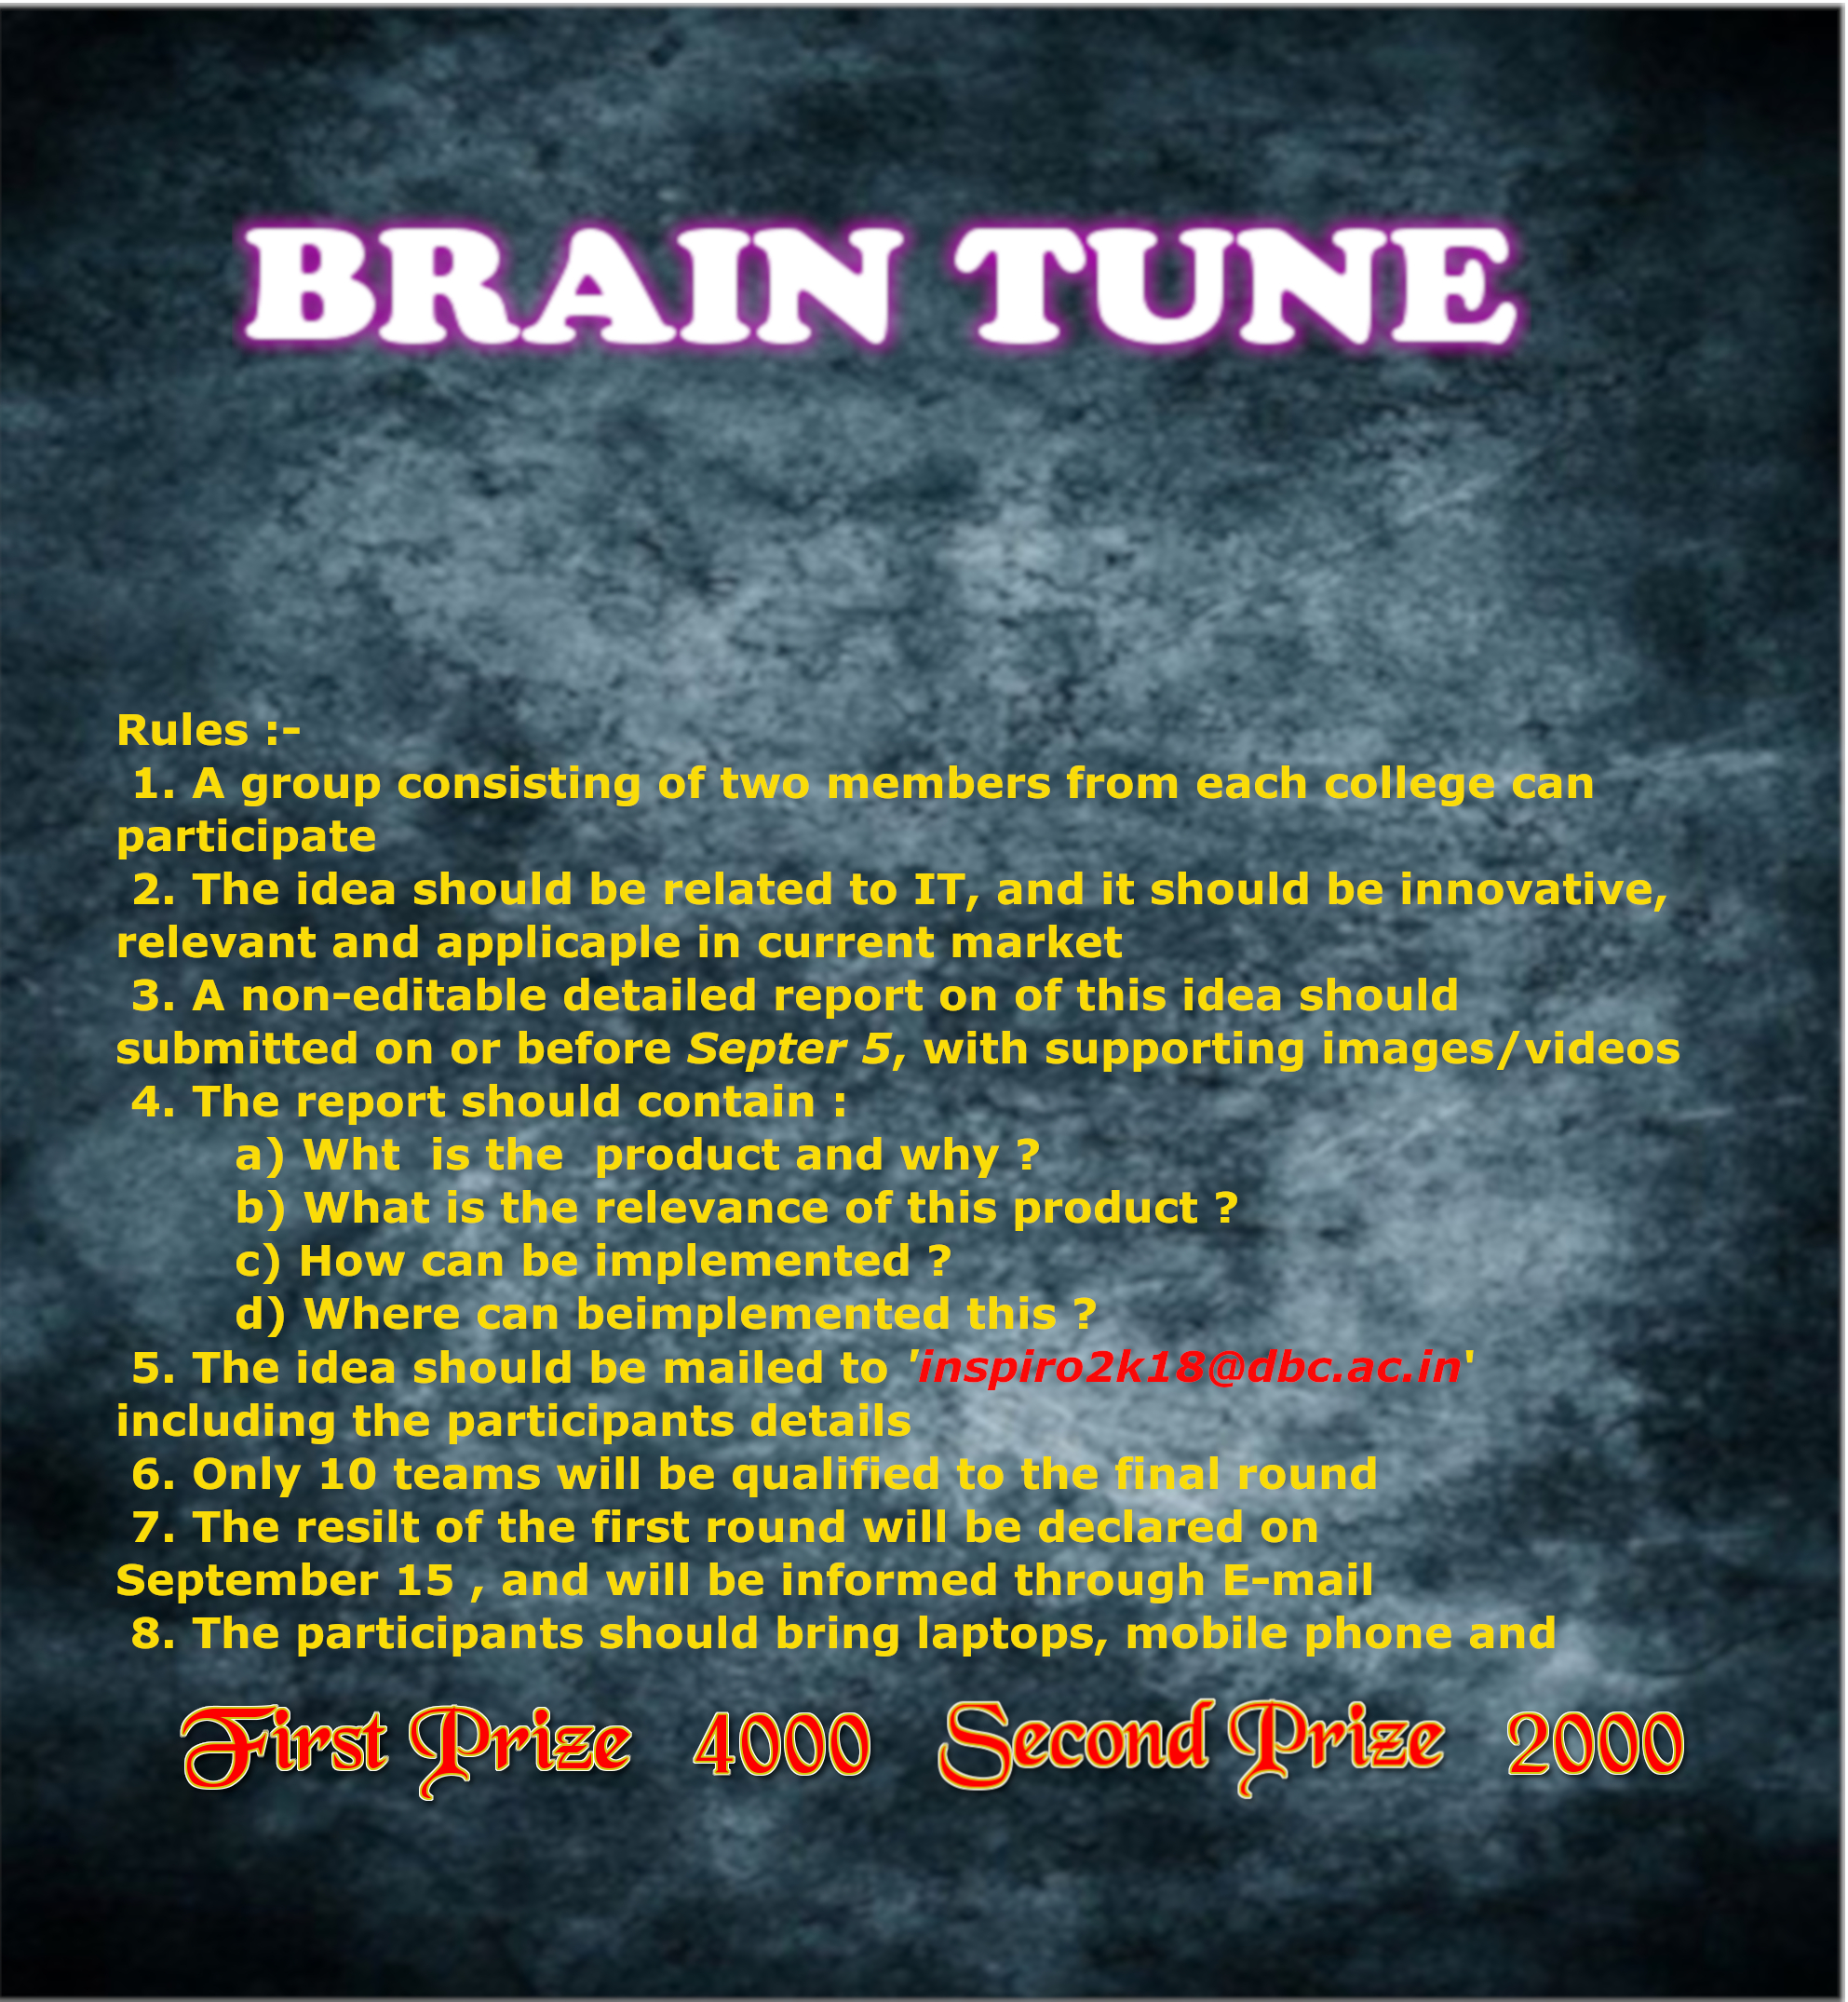 BRAIN TUNE
Rules :-
1. A group consisting of two members from each college can
participate
2. The idea should be related to IT, and it should be innovative,
relevant and applicaple in current market
3. A non-editable detailed report on of this idea should
submitted on or before Septer 5, with supporting images/videos
4. The report should contain :
a) Wht is the product and why ?
b) What is the relevance of this product ?
c) How can be implemented ?
d) Where can beimplemented this ?
5. The idea should be mailed to 'inspiro2k18@dbc.ac.in'
including the participants details
6. Only 10 teams will be qualified to the final round
7. The resilt of the first round will be declared on
September 15 , and will be informed through E-mail
8. The participants should bring laptops, mobile phone and
First Prize 4000 Second Prize 2000